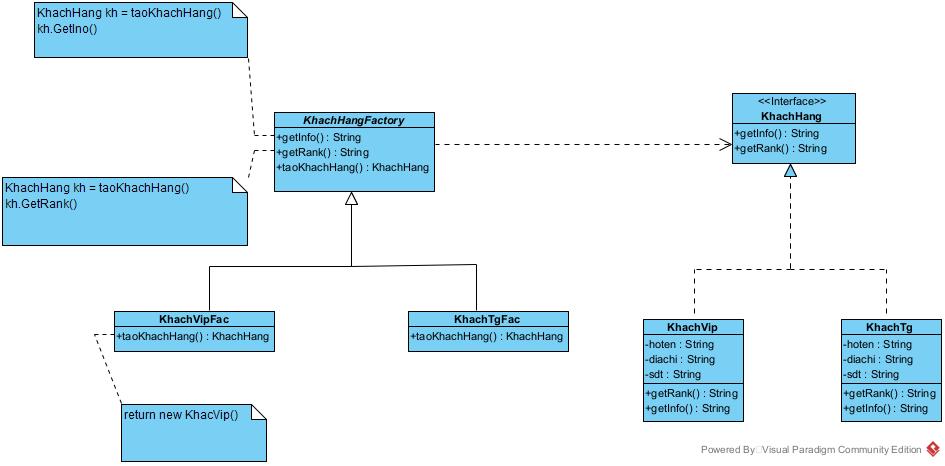 KhachHang kh = taoKhachHang()
kh.GetIno()
KhachHangFactory
+getInfo() : String
+getRank() : String
+taoKhachHang() : KhachHang
<<Interface>>
KhachHang
+getInfo() : String
+getRank() : String
KhachHang kh = taoKhachHang()
kh.GetRank()
KhachVipFac
+taoKhachHang() : KhachHang
KhachTgFac
+taoKhachHang() : KhachHang
KhachVip
-hoten : String
-diachi : String
-sdt : String
+getRank() : String
+getInfo() : String
KhachTg
-hoten : String
-diachi : String
-sdt : String
+getRank() : String
+getInfo() : String
return new KhacVip()
Powered By Visual Paradigm Community Edition